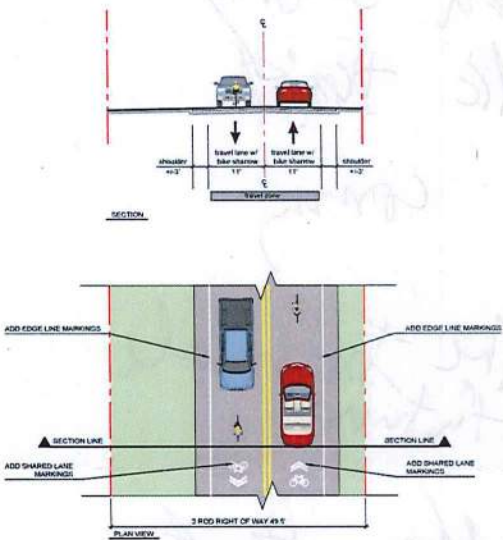 ℄
travel lane w/
bike sharrow
11'
travel lane w/
bike sharrow
11'
shoulder
+/-3'
shoulder
+/-3'
℄
travel zone
SECTION
ADD EDGE LINE MARKINGS
ADD EDGE LINE MARKINGS
SECTION LINE
SECTION LINE
ADD SHARED LANE
MARKINGS
ADD SHARED LANE
MARKINGS
3 ROD RIGHT OF WAY 49.5'
PLAN VIEW